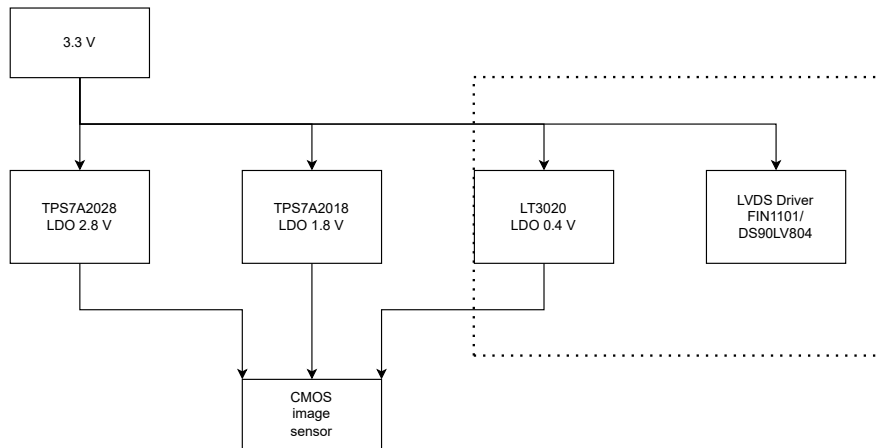 3.3 V
TPS7A2028
LDO 2.8 V
TPS7A2018
LDO 1.8 V
LT3020
LDO 0.4 V
LVDS Driver
FIN1101/
DS90LV804
CMOS
image
sensor